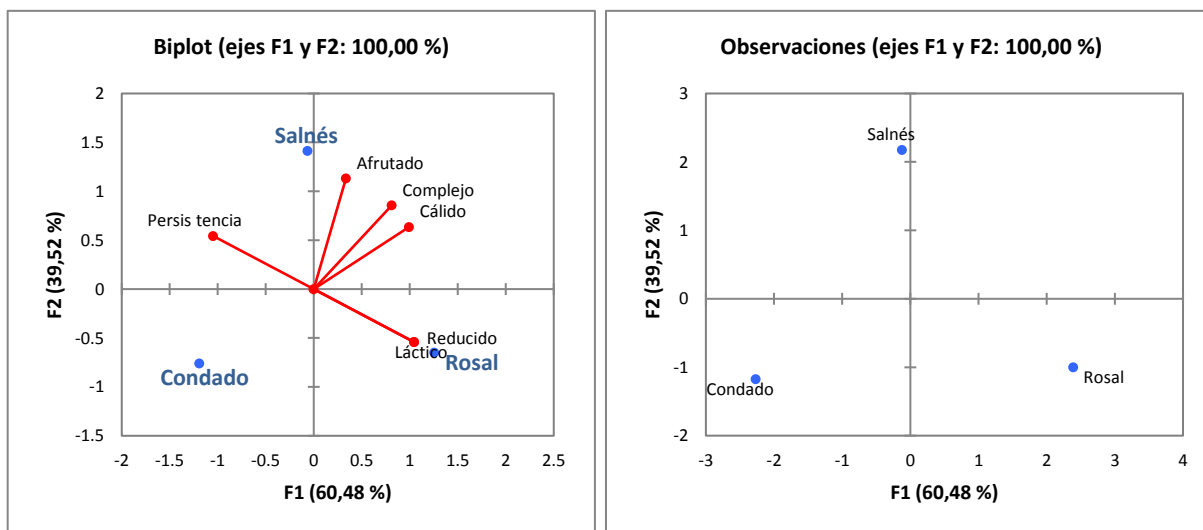 Biplot (ejes F1 y F2: 100,00 %)
2
1.5
1
0.5
0
-0.5
-1
-1.5
F2 (39,52 %)
Salnés
Afrutado
Complejo
Cálido
Persis tencia
Reducido
Láctico
Rosal
Condado
-2 -1.5 -1 -0.5 0 0.5 1 1.5 2 2.5
F1 (60,48 %)
Observaciones (ejes F1 y F2: 100,00 %)
3
2
1
0
-1
-2
F2 (39,52 %)
Salnés
Condado
Rosal
-3 -2 -1 0 1 2 3 4
F1 (60,48 %)